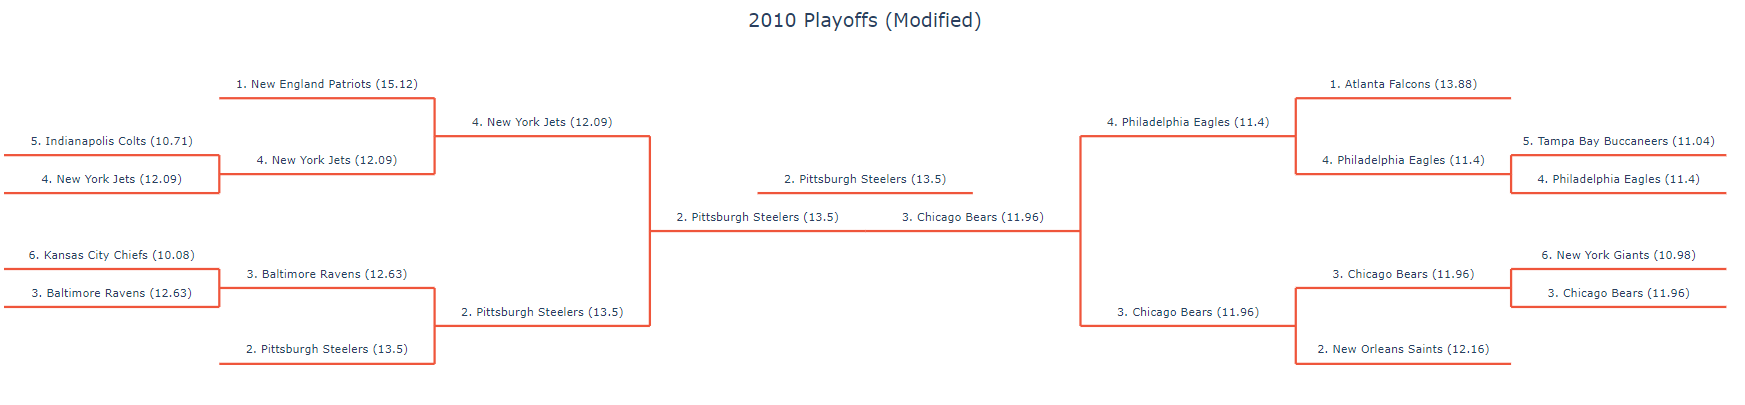 2010 Playoffs (Modified)
1. New England Patriots (15.12)
1. Atlanta Falcons (13.88)
4. New York Jets (12.09)
4. Philadelphia Eagles (11.4)
5. Indianapolis Colts (10.71)
5. Tampa Bay Buccaneers (11.04)
4. New York Jets (12.09)
4. Philadelphia Eagles (11.4)
4. New York Jets (12.09)
2. Pittsburgh Steelers (13.5)
4. Philadelphia Eagles (11.4)
2. Pittsburgh Steelers (13.5)
3. Chicago Bears (11.96)
6. Kansas City Chiefs (10.08)
6. New York Giants (10.98)
3. Baltimore Ravens (12.63)
3. Chicago Bears (11.96)
3. Baltimore Ravens (12.63)
3. Chicago Bears (11.96)
2. Pittsburgh Steelers (13.5)
3. Chicago Bears (11.96)
2. Pittsburgh Steelers (13.5)
2. New Orleans Saints (12.16)